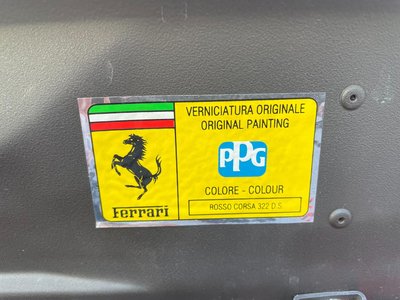 VERNICIATURA ORIGINALE
ORIGINAL PAINTING
PPG
COLORE - COLOUR
ROSSO CORSA 322 D.S.
Ferrari